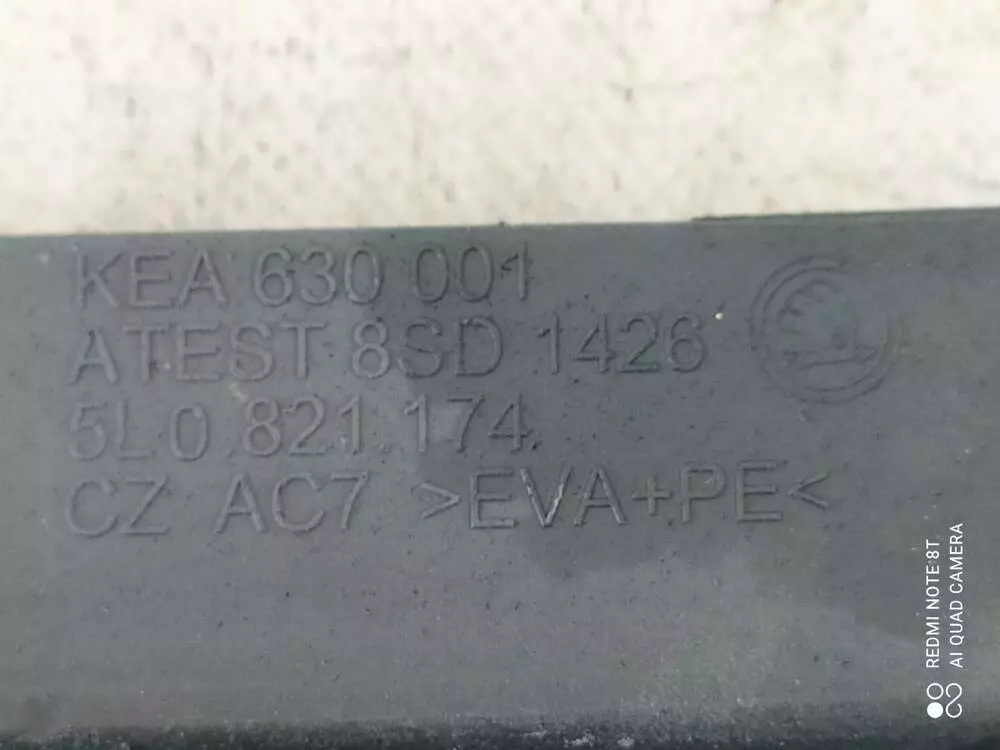 KEA 630 001
ATEST 8SD 1426
5L0.821.174.
CZ AC7 >EVA+PE<
REDMI NOTE 8T
AI QUAD CAMERA